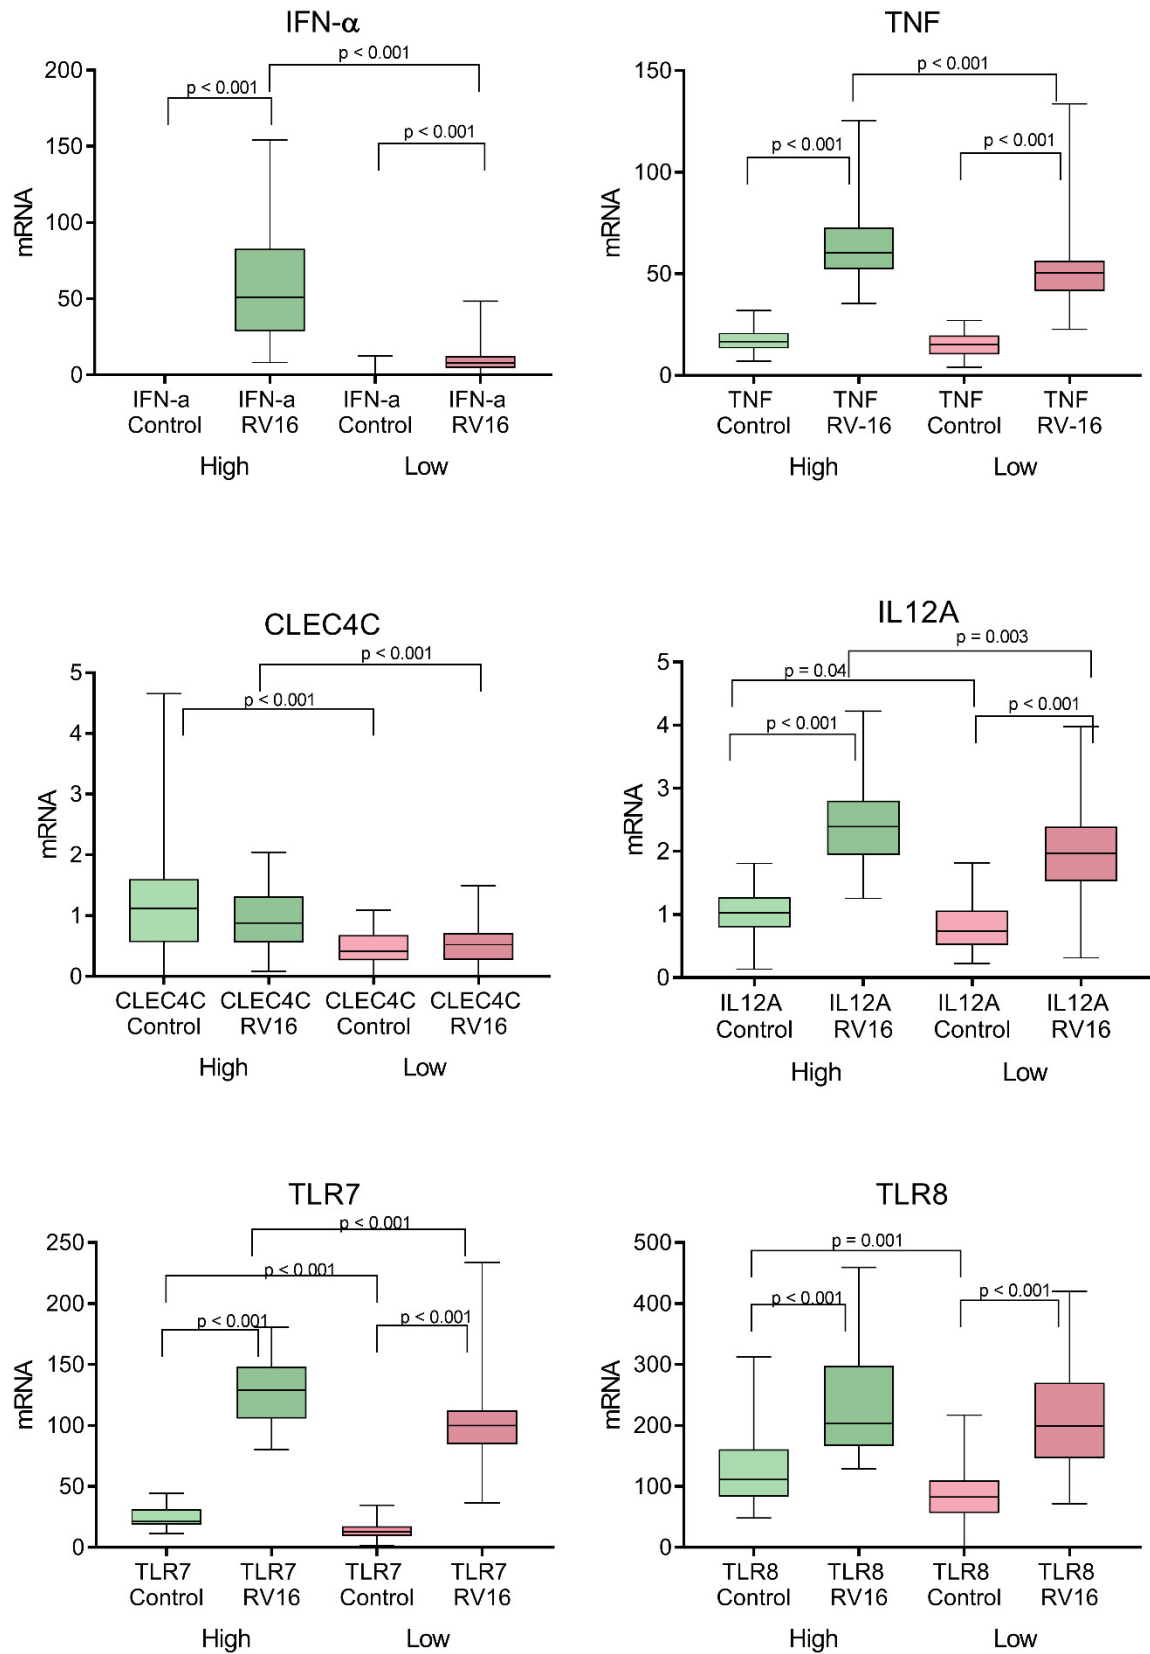 IFN-α
p < 0.001
p < 0.001
p < 0.001
200
150
100
50
0
mRNA
IFN-a IFN-a IFN-a IFN-a
Control RV16 Control RV16
High Low
TNF
p < 0.001
p < 0.001
p < 0.001
150
100
50
0
mRNA
TNF TNF TNF TNF
Control RV-16 Control RV-16
High Low
CLEC4C
p < 0.001
p < 0.001
5
4
3
2
1
0
mRNA
CLEC4C CLEC4C CLEC4C CLEC4C
Control RV16 Control RV16
High Low
IL12A
p = 0.003
p = 0.04
p < 0.001
p < 0.001
5
4
3
2
1
0
mRNA
IL12A IL12A IL12A IL12A
Control RV16 Control RV16
High Low
TLR7
p < 0.001
p < 0.001
p < 0.001
p < 0.001
250
200
150
100
50
0
mRNA
TLR7 TLR7 TLR7 TLR7
Control RV16 Control RV16
High Low
TLR8
p = 0.001
p < 0.001
p < 0.001
500
400
300
200
100
0
mRNA
TLR8 TLR8 TLR8 TLR8
Control RV16 Control RV16
High Low